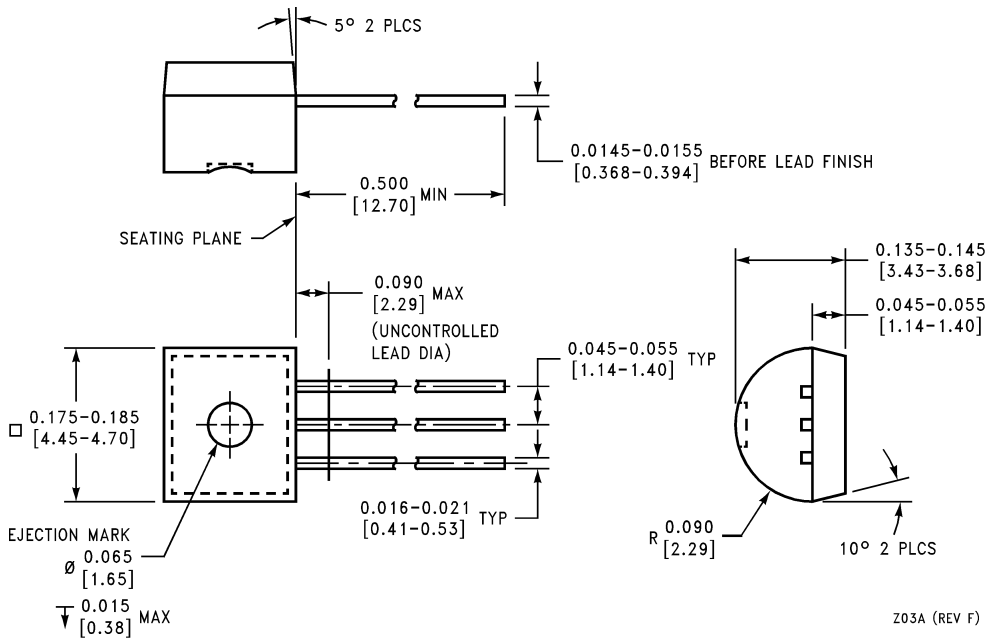 5° 2 PLCS
0.0145-0.0155
[0.368-0.394]
BEFORE LEAD FINISH
0.500
[12.70]
MIN
SEATING PLANE
0.090
[2.29]
MAX
(UNCONTROLLED
LEAD DIA)
0.135-0.145
[3.43-3.68]
0.045-0.055
[1.14-1.40]
0.045-0.055
[1.14-1.40]
TYP
0.175-0.185
[4.45-4.70]
0.016-0.021
[0.41-0.53]
TYP
EJECTION MARK
Ø 0.065
[1.65]
0.015
[0.38]
MAX
R 0.090
[2.29]
10° 2 PLCS
Z03A (REV F)